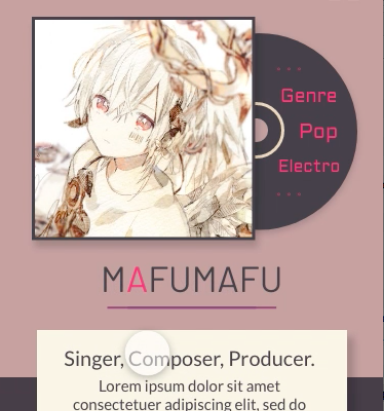 Genre
Pop
Electro
MAFUMAFU
Singer, Composer, Producer.
Lorem ipsum dolor sit amet
consectetuer adipiscing elit, sed do